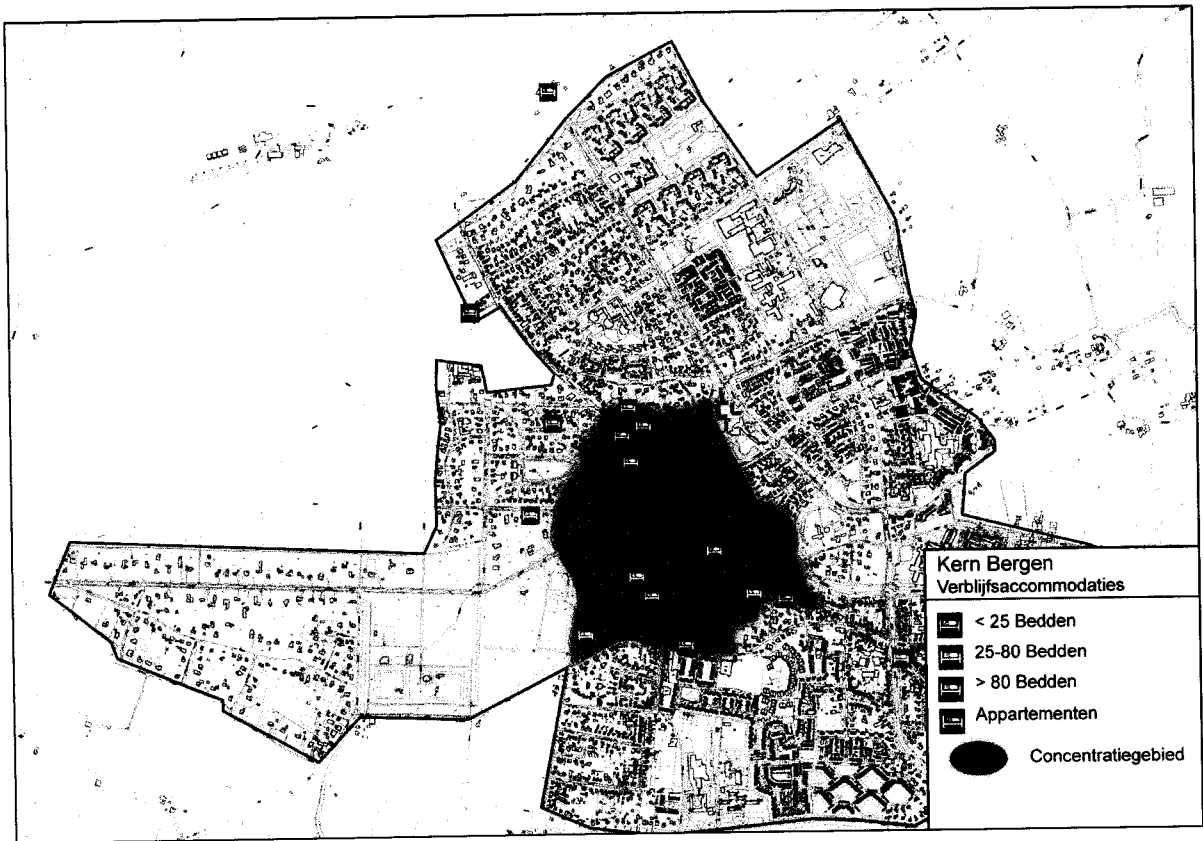 Kern Bergen
Verblijfsaccommodaties
< 25 Bedden
25-80 Bedden
> 80 Bedden
Appartementen
Concentratiegebied